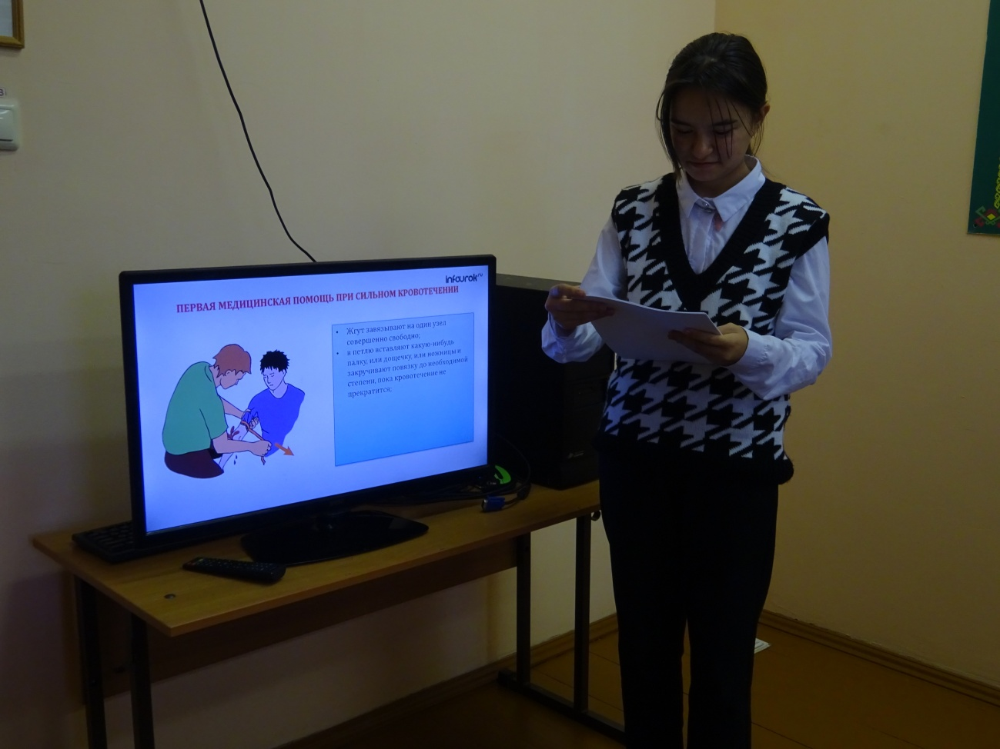 infourok.ru
ПЕРВАЯ МЕДИЦИНСКАЯ ПОМОЩЬ ПРИ СИЛЬНОМ КРОВОТЕЧЕНИИ
• Жгут завязывают на один узел
совершенно свободно;
• в петлю вставляют какую-нибудь
палку, или дощечку, или ножницы и
закручивают повязку до необходимой
степени, пока кровотечение не
прекратится;